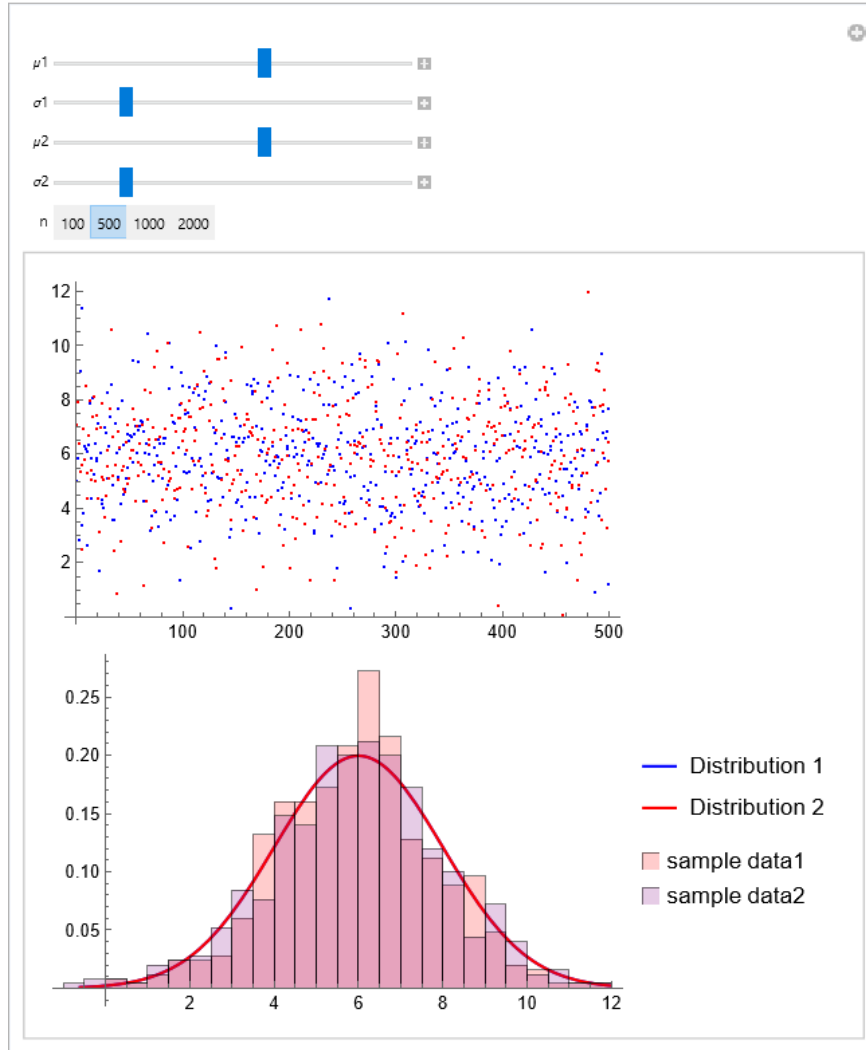 μ1
σ1
μ2
σ2
n 100 500 1000 2000
12
10
8
6
4
2
100 200 300 400 500
0.25
0.20
0.15
0.10
0.05
2 4 6 8 10 12
Distribution 1
Distribution 2
sample data1
sample data2